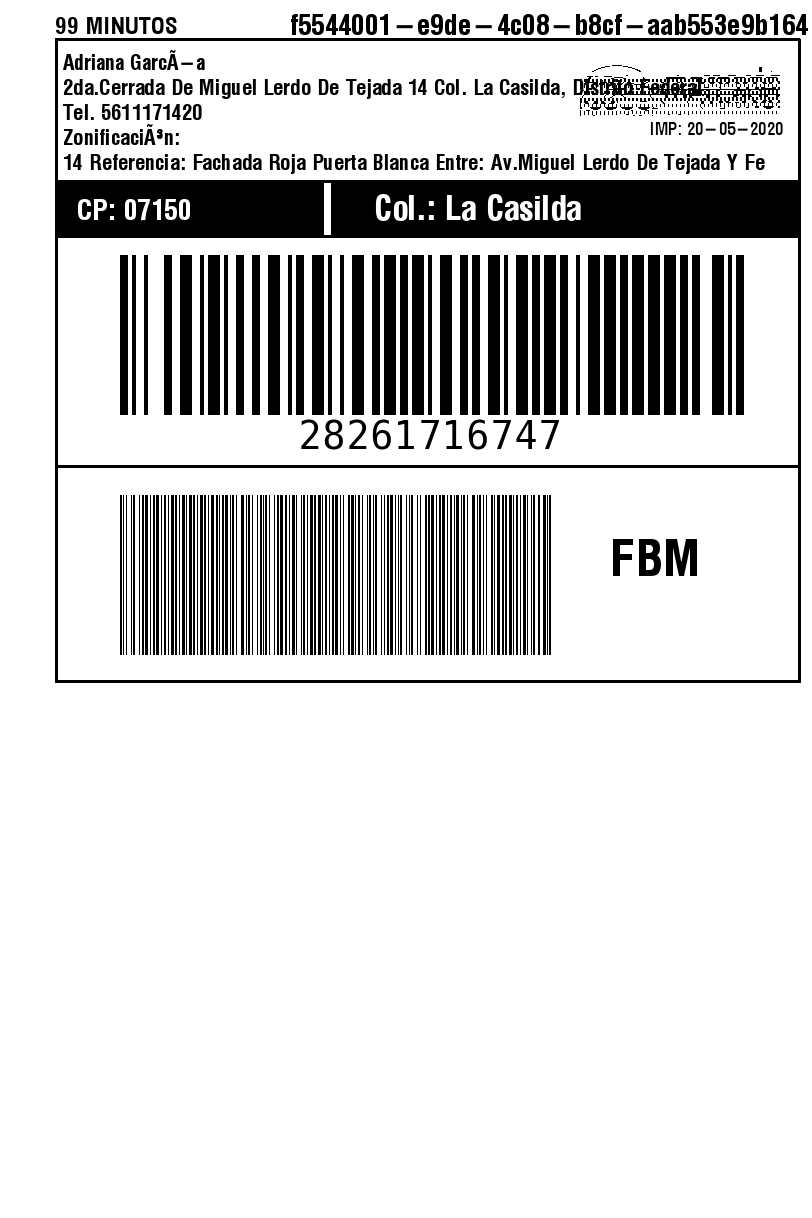 99 MINUTOS
f5544001–e9de–4c08–b8cf–aab553e9b164
Adriana GarcÃ–a
2da.Cerrada De Miguel Lerdo De Tejada 14 Col. La Casilda, Distrito Federal
Tel. 5611171420
IMP: 20–05–2020
ZonificaciÃ³n:
14 Referencia: Fachada Roja Puerta Blanca Entre: Av.Miguel Lerdo De Tejada Y Fe
CP: 07150
Col.: La Casilda
28261716747
FBM